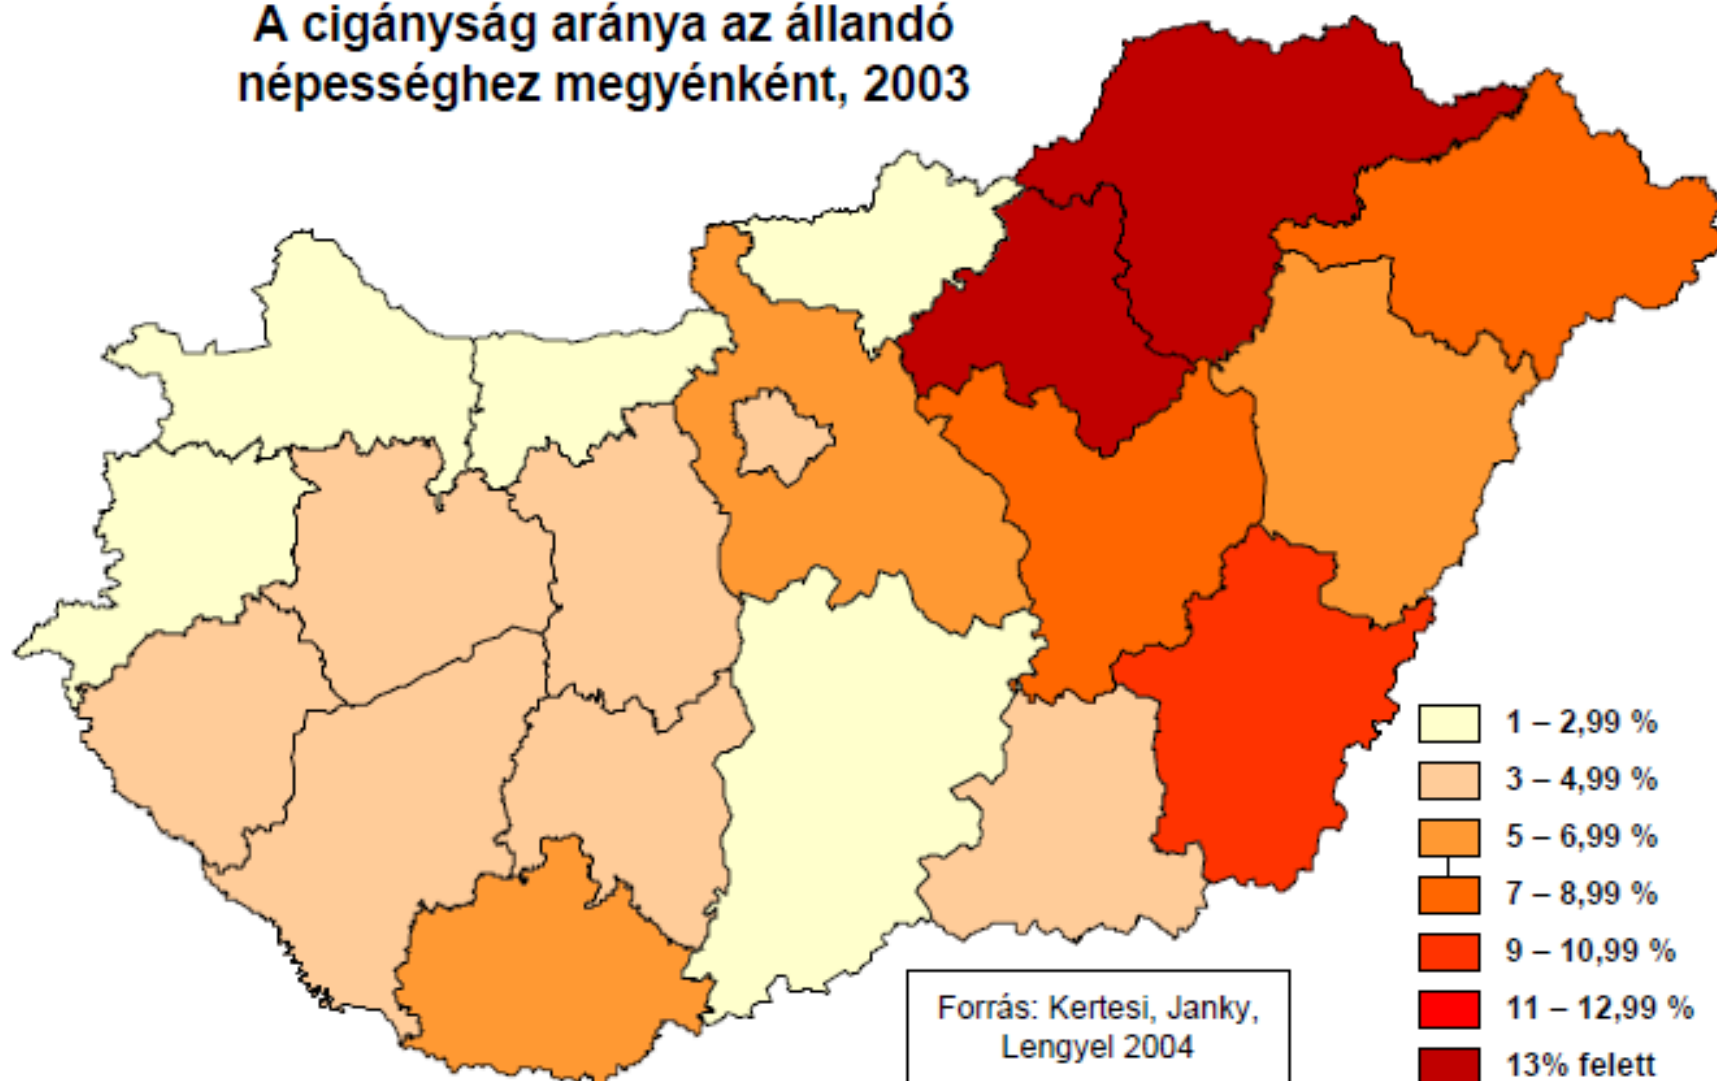 A cigányság aránya az állandó
népességhez megyénként, 2003
1 – 2,99 %
3 – 4,99 %
5 – 6,99 %
7 – 8,99 %
9 – 10,99 %
11 – 12,99 %
13% felett
Forrás: Kertesi, Janky,
Lengyel 2004